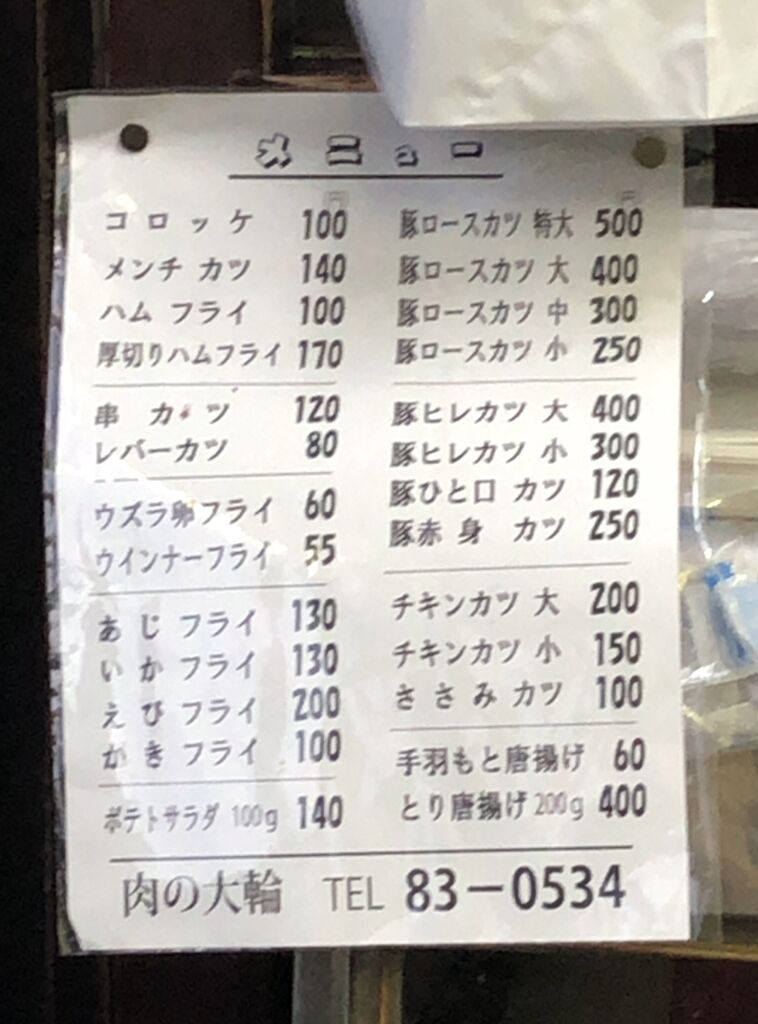 メニュー
円
コロッケ 100
メンチカツ 140
ハムフライ 100
厚切りハムフライ 170
串カツ 120
レバーカツ 80
ウズラ卵フライ 60
ウインナーフライ 55
あじフライ 130
いかフライ 130
えびフライ 200
かきフライ 100
ポテトサラダ 100g 140
円
豚ロースカツ 特大 500
豚ロースカツ 大 400
豚ロースカツ 中 300
豚ロースカツ 小 250
豚ヒレカツ 大 400
豚ヒレカツ 小 300
豚ひと口 カツ 120
豚赤身 カツ 250
チキンカツ 大 200
チキンカツ 小 150
ささみカツ 100
手羽もと唐揚げ 60
とり唐揚げ 200g 400
肉の大輪 TEL 83-0534